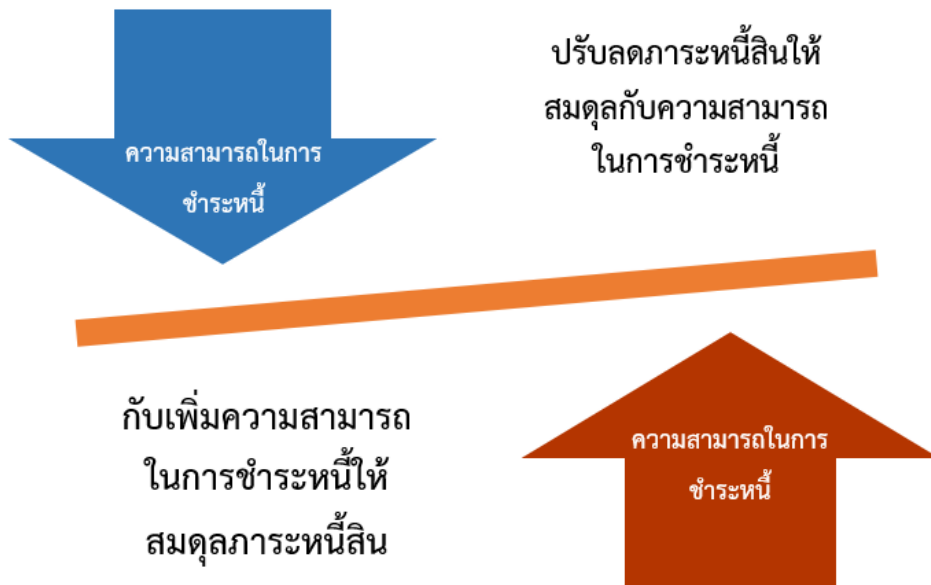 ความสามารถในการ
ชำระหนี้
ปรับลดภาระหนี้สินให้
สมดุลกับความสามารถ
ในการชำระหนี้
กับเพิ่มความสามารถ
ในการชำระหนี้ให้
สมดุลภาระหนี้สิน
ความสามารถในการ
ชำระหนี้